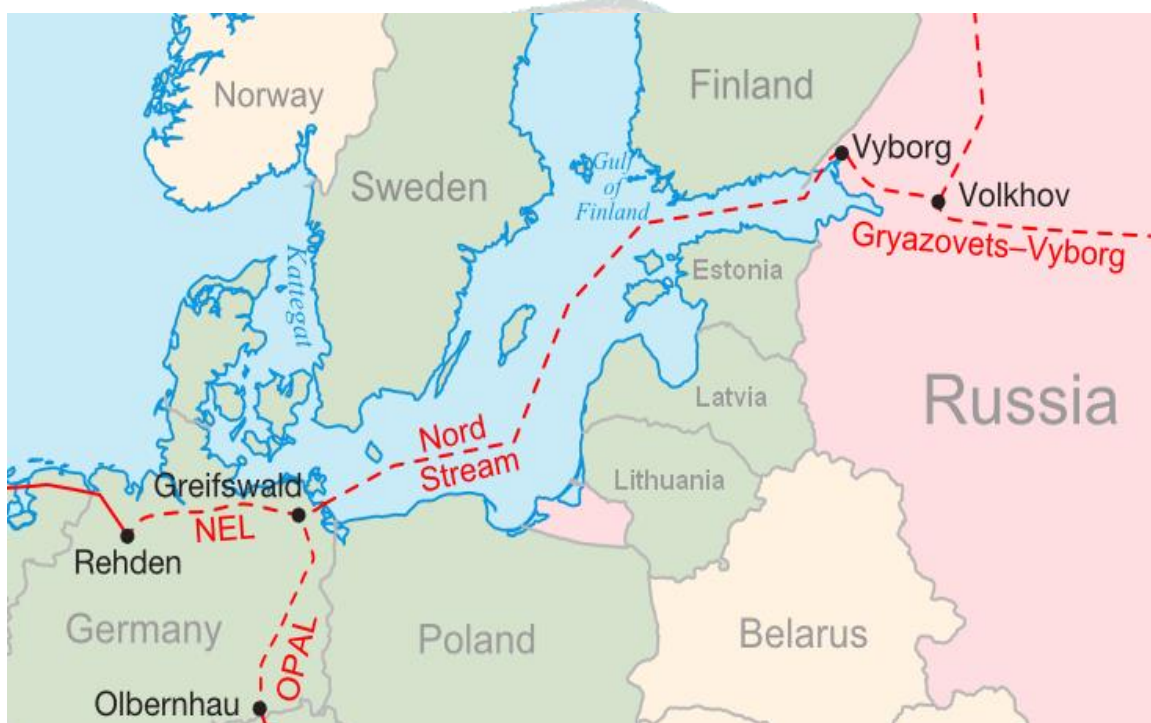 Norway
Finland
Sweden
Gulf
of
Finland
Vyborg
Volkhov
Gryazovets–Vyborg
Kattegat
Estonia
Latvia
Russia
Nord
Stream
Lithuania
Greifswald
NEL
Rehden
Germany
OPAL
Poland
Belarus
Olbernhau